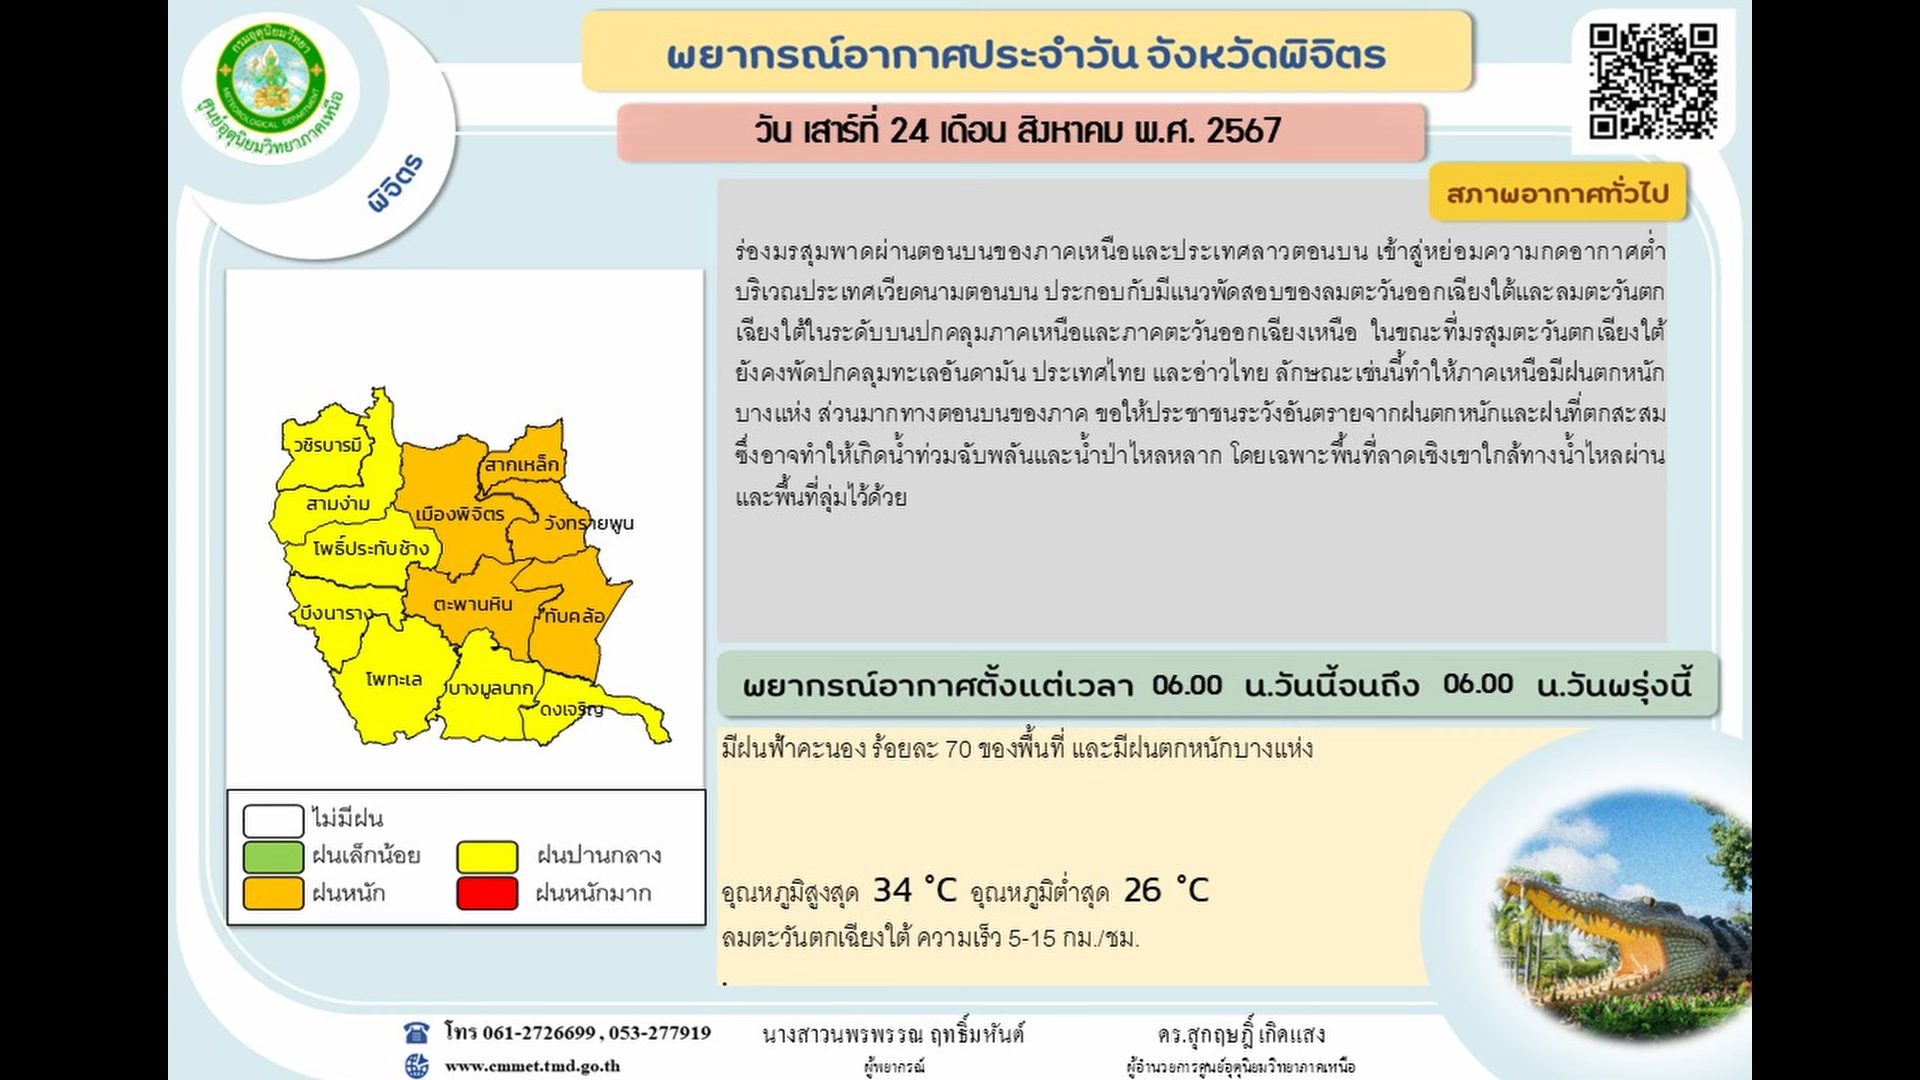 กรมอุตุนิยมวิทยา
METEOROLOGICAL DEPARTMENT
ศูนย์อุตุนิยมวิทยาภาคเหนือ
พิจิตร
พยากรณ์อากาศประจำวัน จังหวัดพิจิตร
วัน เสาร์ที่ 24 เดือน สิงหาคม พ.ศ. 2567
สภาพอากาศทั่วไป
ร่องมรสุมพาดผ่านตอนบนของภาคเหนือและประเทศลาวตอนบน เข้าสู่หย่อมความกดอากาศต่ำ
บริเวณประเทศเวียดนามตอนบน ประกอบกับมีแนวพัดสอบของลมตะวันออกเฉียงใต้และลมตะวันตก
เฉียงใต้ในระดับบนปกคลุมภาคเหนือและภาคตะวันออกเฉียงเหนือ ในขณะที่มรสุมตะวันตกเฉียงใต้
ยังคงพัดปกคลุมทะเลอันดามัน ประเทศไทย และอ่าวไทย ลักษณะเช่นนี้ทำให้ภาคเหนือมีฝนตกหนัก
บางแห่ง ส่วนมากทางตอนบนของภาค ขอให้ประชาชนระวังอันตรายจากฝนตกหนักและฝนที่ตกสะสม
ซึ่งอาจทำให้เกิดน้ำท่วมฉับพลันและน้ำป่าไหลหลาก โดยเฉพาะพื้นที่ลาดเชิงเขาใกล้ทางน้ำไหลผ่าน
และพื้นที่ลุ่มไว้ด้วย
วชิรบารมี
สากเหล็ก
สามง่าม
เมืองพิจิตร
วังทรายพูน
โพธิ์ประทับช้าง
ตะพานหิน
บึงนาราง
ทับคล้อ
โพทะเล
บางมูลนาก
ดงเจริญ
ไม่มีฝน
ฝนเล็กน้อย
ฝนปานกลาง
ฝนหนัก
ฝนหนักมาก
พยากรณ์อากาศตั้งแต่เวลา 06.00 น.วันนี้จนถึง 06.00 น.วันพรุ่งนี้
มีฝนฟ้าคะนอง ร้อยละ 70 ของพื้นที่ และมีฝนตกหนักบางแห่ง
อุณหภูมิสูงสุด 34 °C อุณหภูมิต่ำสุด 26 °C
ลมตะวันตกเฉียงใต้ ความเร็ว 5-15 กม./ชม.
.
โทร 061-2726699 , 053-277919
www.cmmet.tmd.go.th
นางสาวนพรพรรณ ฤทธิ์มหันต์
ผู้พยากรณ์
ดร.สุกฤษฎิ์ เกิดแสง
ผู้อำนวยการศูนย์อุตุนิยมวิทยาภาคเหนือ